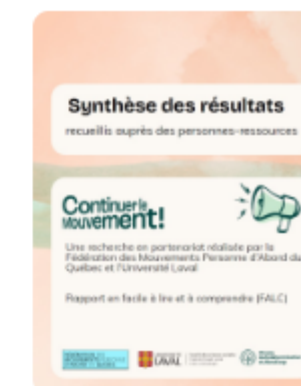 Synthèse des résultats
recueillis auprès des personnes-ressources
Continuer le
Mouvement!
Une recherche en partenariat réalisée par la
Fédération des Mouvements Personne d'Abord du
Québec et l'Université Laval
Rapport en facile à lire et à comprendre (FALC)
UNIVERSITÉ
LAVAL